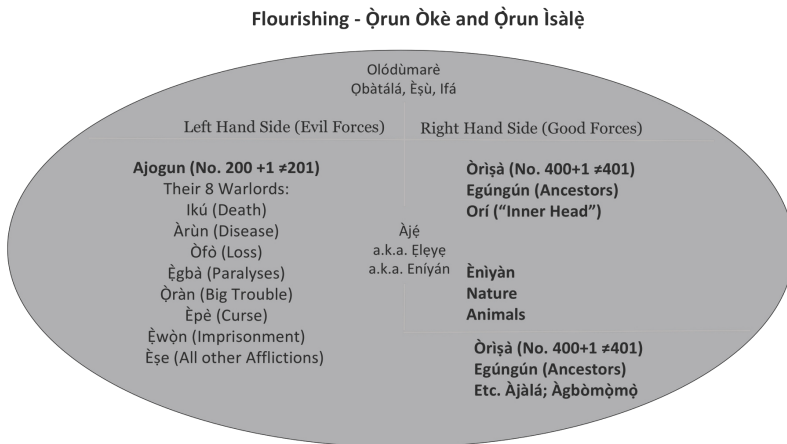 Flourishing - Òrun Òkè and Ọ̀run Ìsàlẹ̀
Olódùmarè
Ọbàtálá, Èṣù, Ifá
Left Hand Side (Evil Forces)
Right Hand Side (Good Forces)
Ajogun (No. 200 +1 ≠201)
Their 8 Warlords:
Ikú (Death)
Àrùn (Disease)
Òfò (Loss)
Ẹ̀gbà (Paralyses)
Ọ̀ràn (Big Trouble)
Èpè (Curse)
Ẹ̀wọ̀n (Imprisonment)
Èṣe (All other Afflictions)
Àjẹ́
a.k.a. Ẹlẹyẹ
a.k.a. Eníyán
Òrìṣà (No. 400+1 ≠401)
Egúngún (Ancestors)
Orí (“Inner Head”)
Ènìyàn
Nature
Animals
Òrìṣà (No. 400+1 ≠401)
Egúngún (Ancestors)
Etc. Àjàlá; Àgbòmọ̀mọ̀